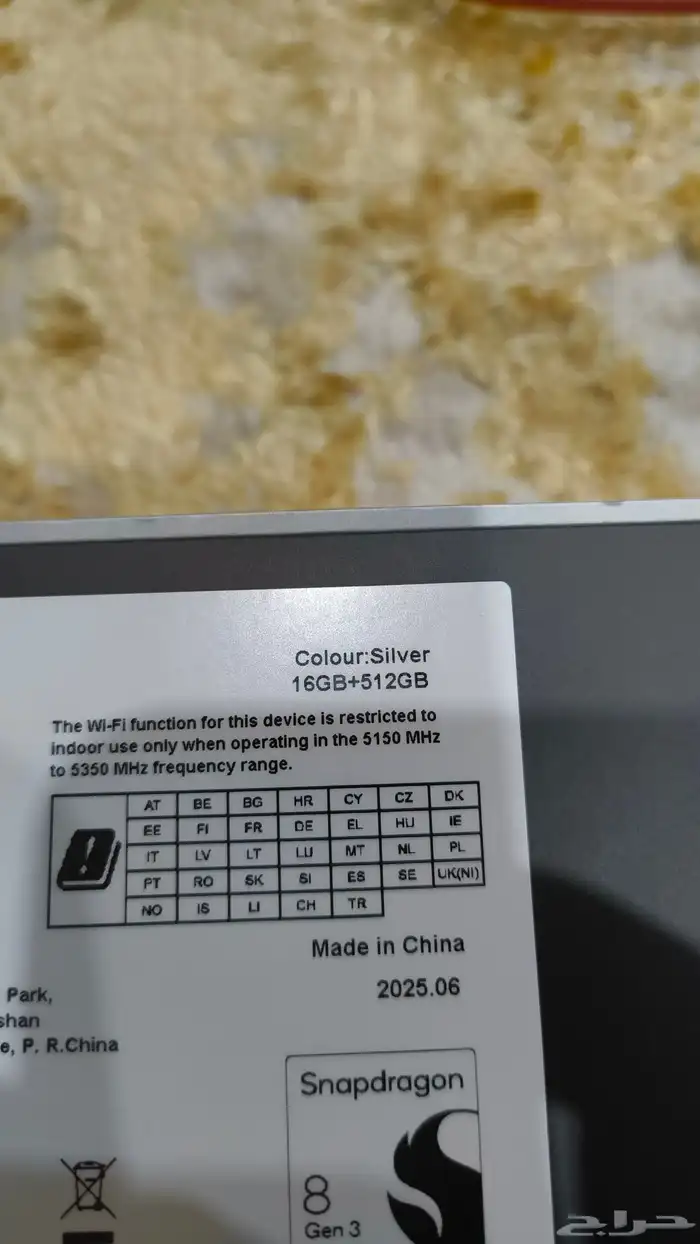 Colour:Silver
16GB+512GB
The Wi-Fi function for this device is restricted to
indoor use only when operating in the 5150 MHz
to 5350 MHz frequency range.
AT BE BG HR CY CZ DK
EE FI FR DE EL HU IE
IT LV LT LU MT NL PL
PT RO SK SI ES SE UK(NI)
NO IS LI CH TR
Made in China
2025.06
Park,
shan
e, P. R.China
Snapdragon
8
Gen 3
حراج